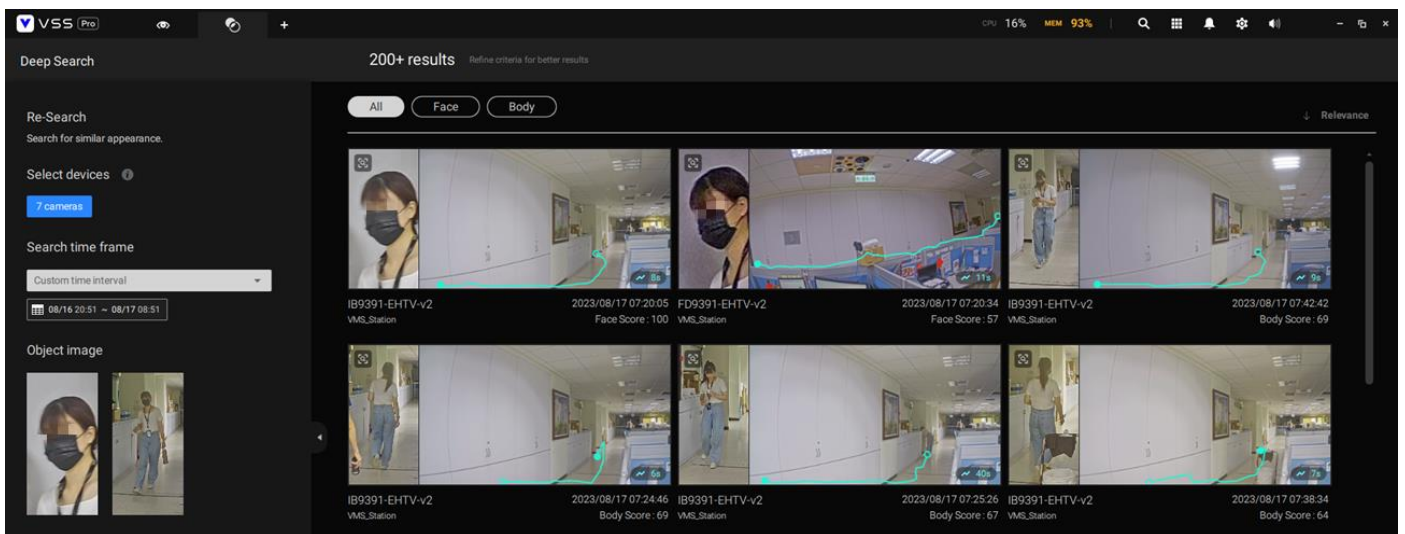 VSS Pro
+
CPU 16% MEM 93%
Deep Search
200+ results Refine criteria for better results
Re-Search
Search for similar appearance.
Select devices
7 cameras
Search time frame
Custom time interval
08/16 20:51 ~ 08/17 08:51
Object image
All Face Body
↓ Relevance
8s
IB9391-EHTV-v2 2023/08/17 07:20:05
VMS_Station Face Score : 100
11s
FD9391-EHTV-v2 2023/08/17 07:20:34
VMS_Station Face Score : 57
9s
IB9391-EHTV-v2 2023/08/17 07:42:42
VMS_Station Body Score : 69
6s
IB9391-EHTV-v2 2023/08/17 07:24:46
VMS_Station Body Score : 69
40s
IB9391-EHTV-v2 2023/08/17 07:25:26
VMS_Station Body Score : 67
7s
IB9391-EHTV-v2 2023/08/17 07:38:34
VMS_Station Body Score : 64